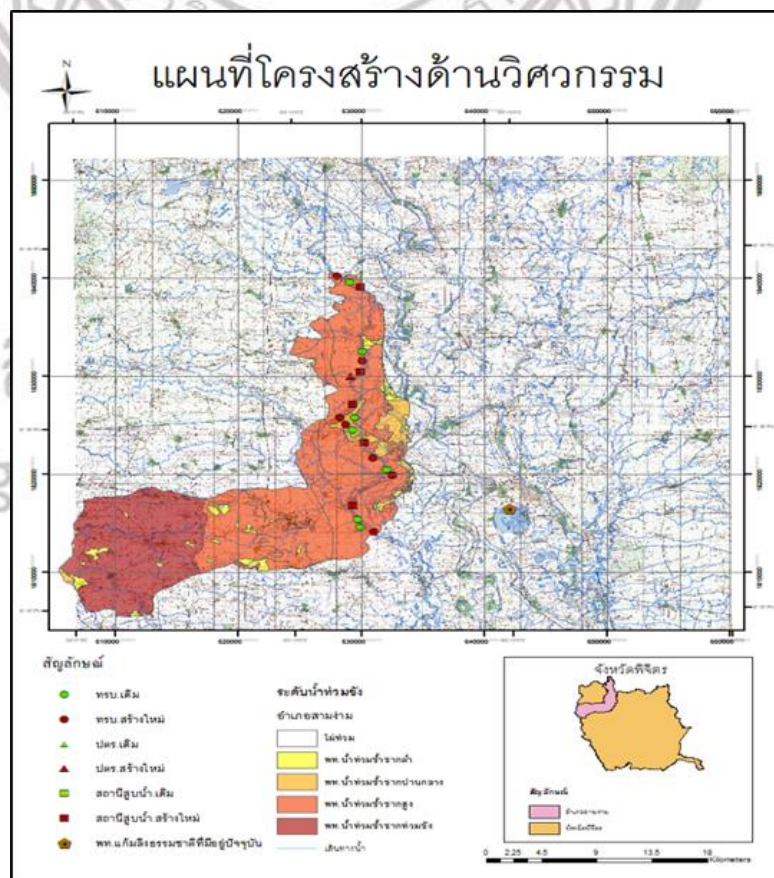 N
แผนที่โครงสร้างด้านวิศวกรรม
610000 620000 630000 640000 650000 660000
สัญลักษณ์
ทรบ.เดิม
ทรบ.สร้างใหม่
ปตร.เดิม
ปตร.สร้างใหม่
สถานีสูบน้ำ.เดิม
สถานีสูบน้ำ.สร้างใหม่
พท.แก้มลิงธรรมชาติที่มีอยู่ปัจจุบัน
ระดับน้ำท่วมขัง
อำเภอสามง่าม
ไม่ท่วม
พท.น้ำท่วมซ้ำซากต่ำ
พท.น้ำท่วมซ้ำซากปานกลาง
พท.น้ำท่วมซ้ำซากสูง
พท.น้ำท่วมซ้ำซากท่วมขัง
เส้นทางน้ำ
จังหวัดพิจิตร
สัญลักษณ์
อำเภอสามง่าม
จังหวัดพิจิตร
0 2.25 4.5 9 13.5 18
Kilometers